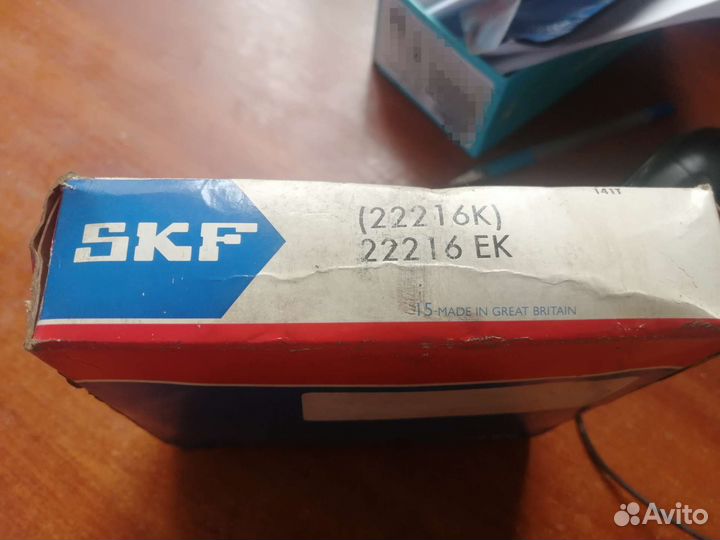 SKF
(22216K)
22216 EK
15-MADE IN GREAT BRITAIN
141T
Avito